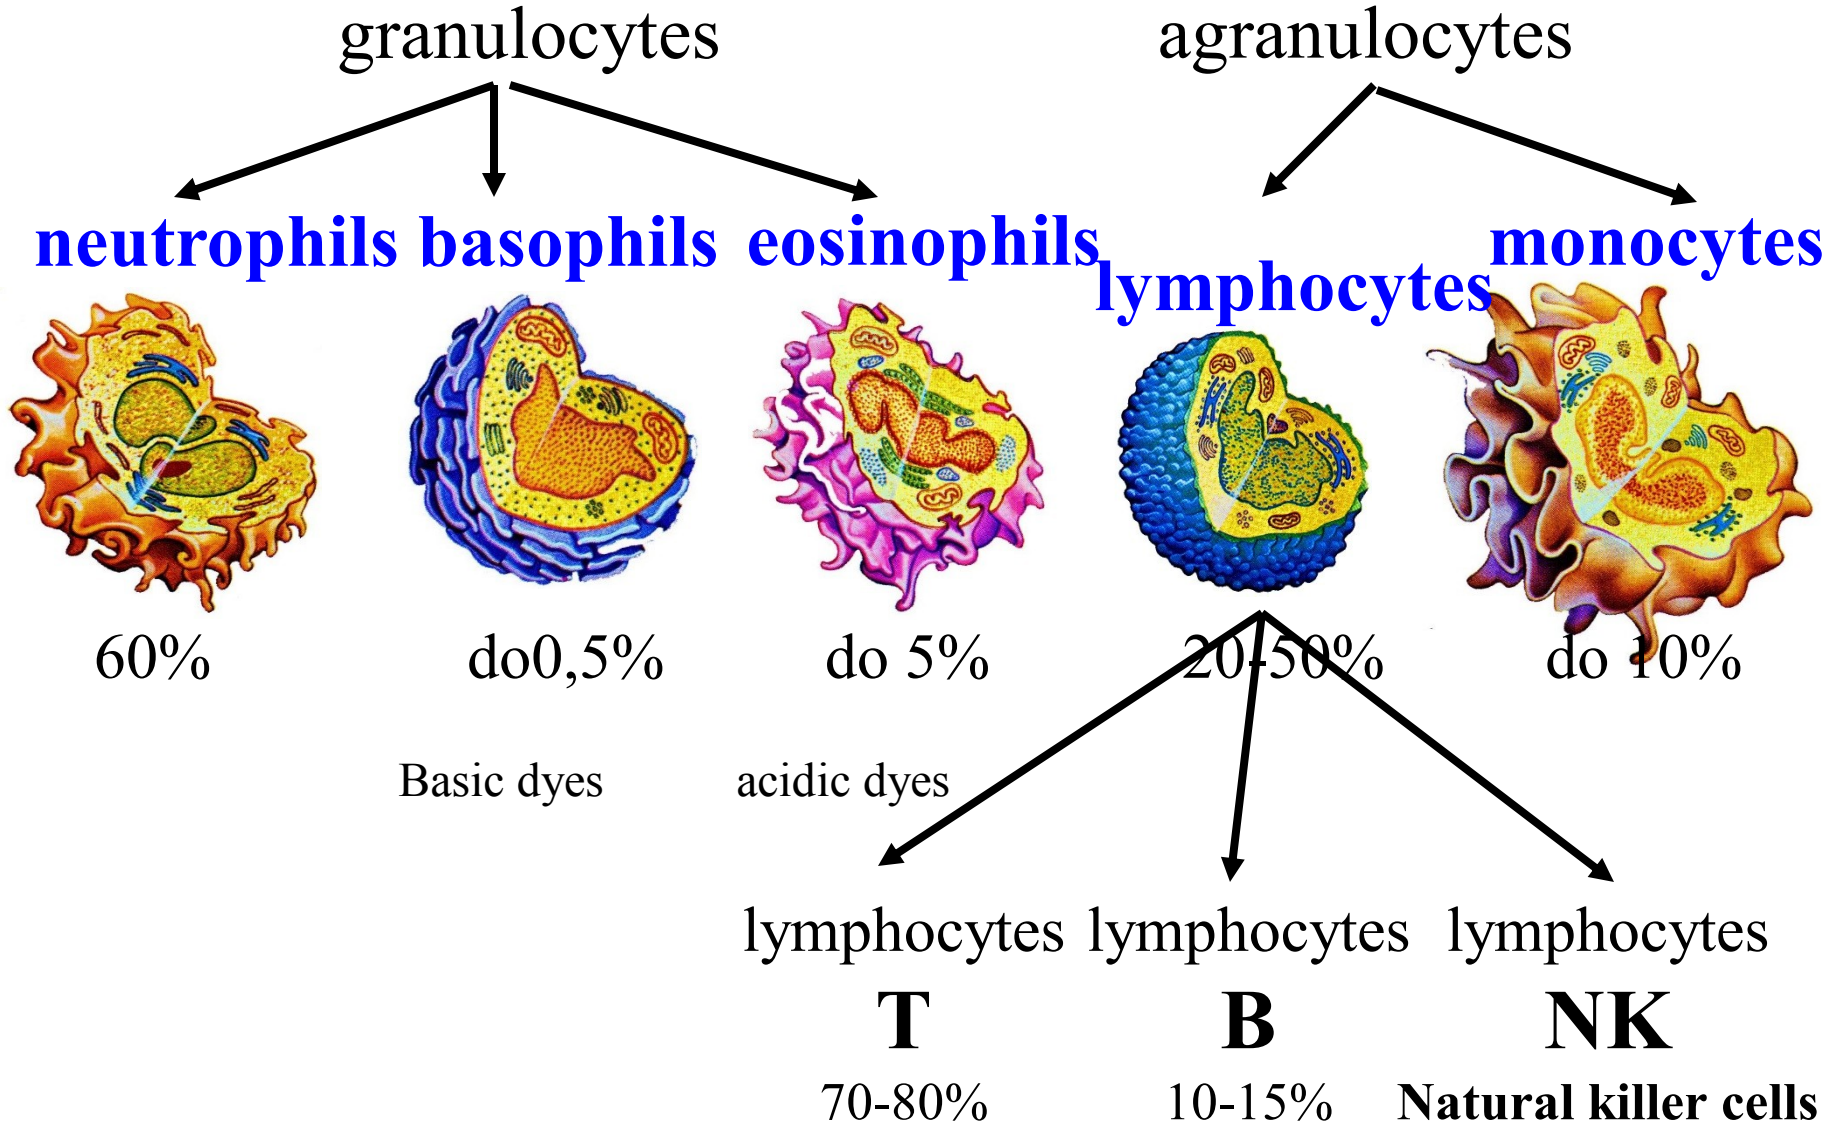 granulocytes
agranulocytes
neutrophils
basophils
eosinophils
lymphocytes
monocytes
60%
do0,5%
do 5%
20-50%
do 10%
Basic dyes
acidic dyes
lymphocytes
T
70-80%
lymphocytes
B
10-15%
lymphocytes
NK
Natural killer cells